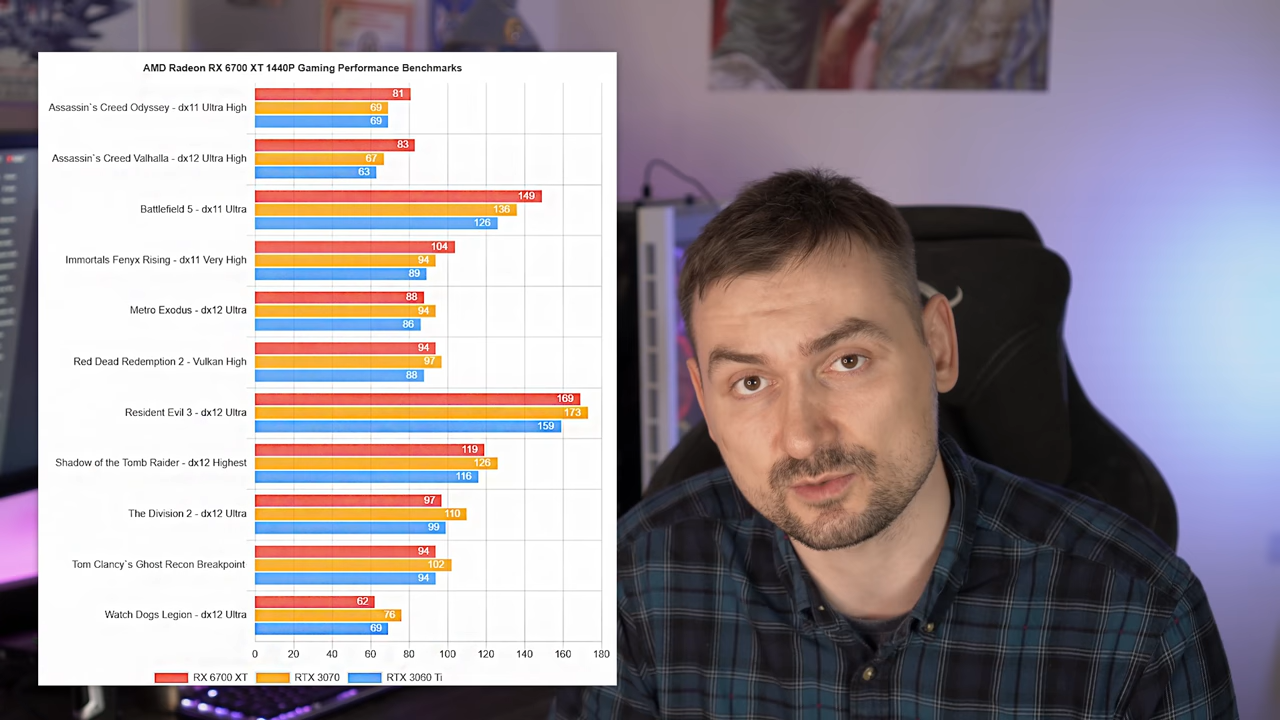 AMD Radeon RX 6700 XT 1440P Gaming Performance Benchmarks
Assassin`s Creed Odyssey - dx11 Ultra High
81
69
69
Assassin`s Creed Valhalla - dx12 Ultra High
83
67
63
Battlefield 5 - dx11 Ultra
149
136
126
Immortals Fenyx Rising - dx11 Very High
104
94
89
Metro Exodus - dx12 Ultra
88
94
86
Red Dead Redemption 2 - Vulkan High
94
97
88
Resident Evil 3 - dx12 Ultra
169
173
159
Shadow of the Tomb Raider - dx12 Highest
119
126
116
The Division 2 - dx12 Ultra
97
110
99
Tom Clancy`s Ghost Recon Breakpoint
94
102
94
Watch Dogs Legion - dx12 Ultra
62
76
69
0 20 40 60 80 100 120 140 160 180
RX 6700 XT RTX 3070 RTX 3060 Ti